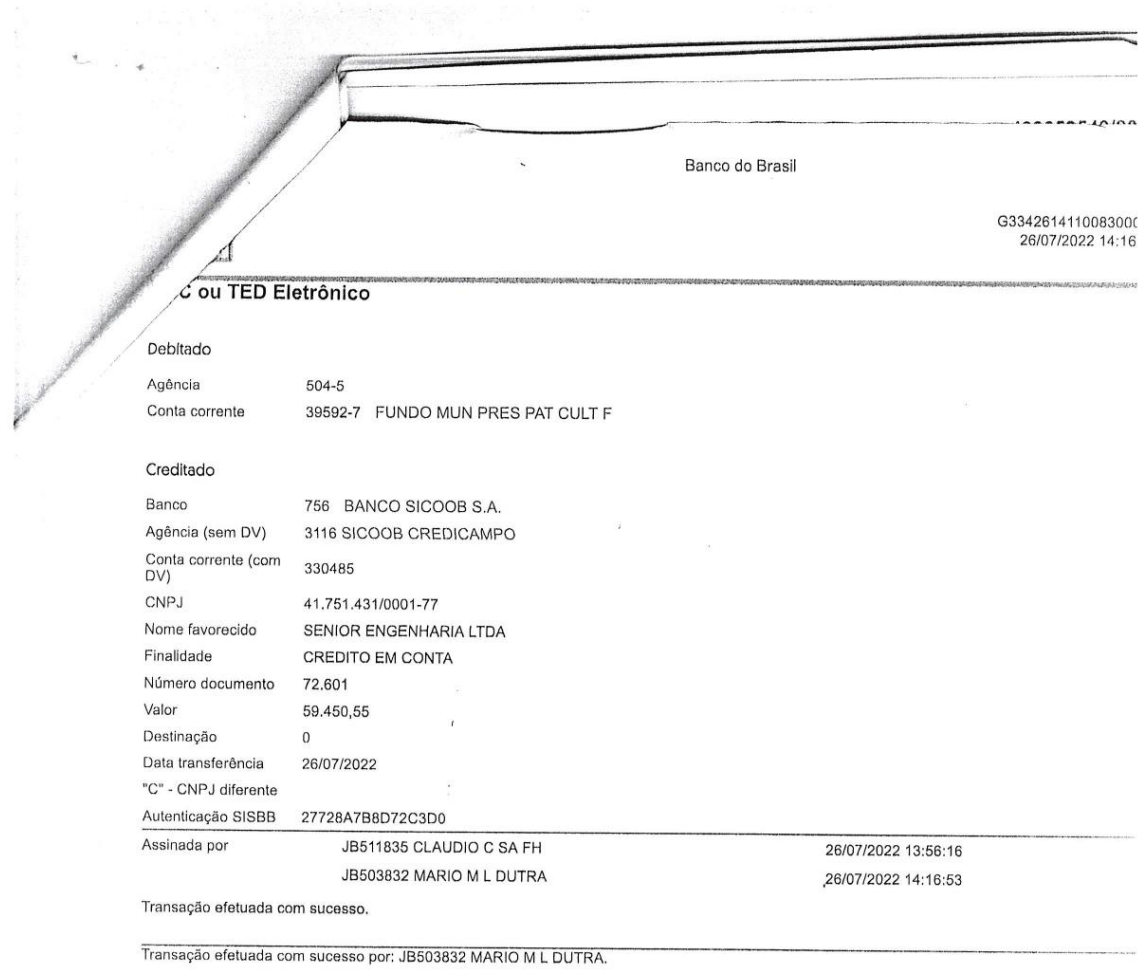 Banco do Brasil
G3342614110083000
26/07/2022 14:16
C ou TED Eletrônico
Debitado
Agência 504-5
Conta corrente 39592-7 FUNDO MUN PRES PAT CULT F
Creditado
Banco 756 BANCO SICOOB S.A.
Agência (sem DV) 3116 SICOOB CREDICAMPO
Conta corrente (com
DV) 330485
CNPJ 41.751.431/0001-77
Nome favorecido SENIOR ENGENHARIA LTDA
Finalidade CREDITO EM CONTA
Número documento 72.601
Valor 59.450,55
Destinação 0
Data transferência 26/07/2022
"C" - CNPJ diferente
Autenticação SISBB 27728A7B8D72C3D0
Assinada por JB511835 CLAUDIO C SA FH 26/07/2022 13:56:16
JB503832 MARIO M L DUTRA 26/07/2022 14:16:53
Transação efetuada com sucesso.
Transação efetuada com sucesso por: JB503832 MARIO M L DUTRA.